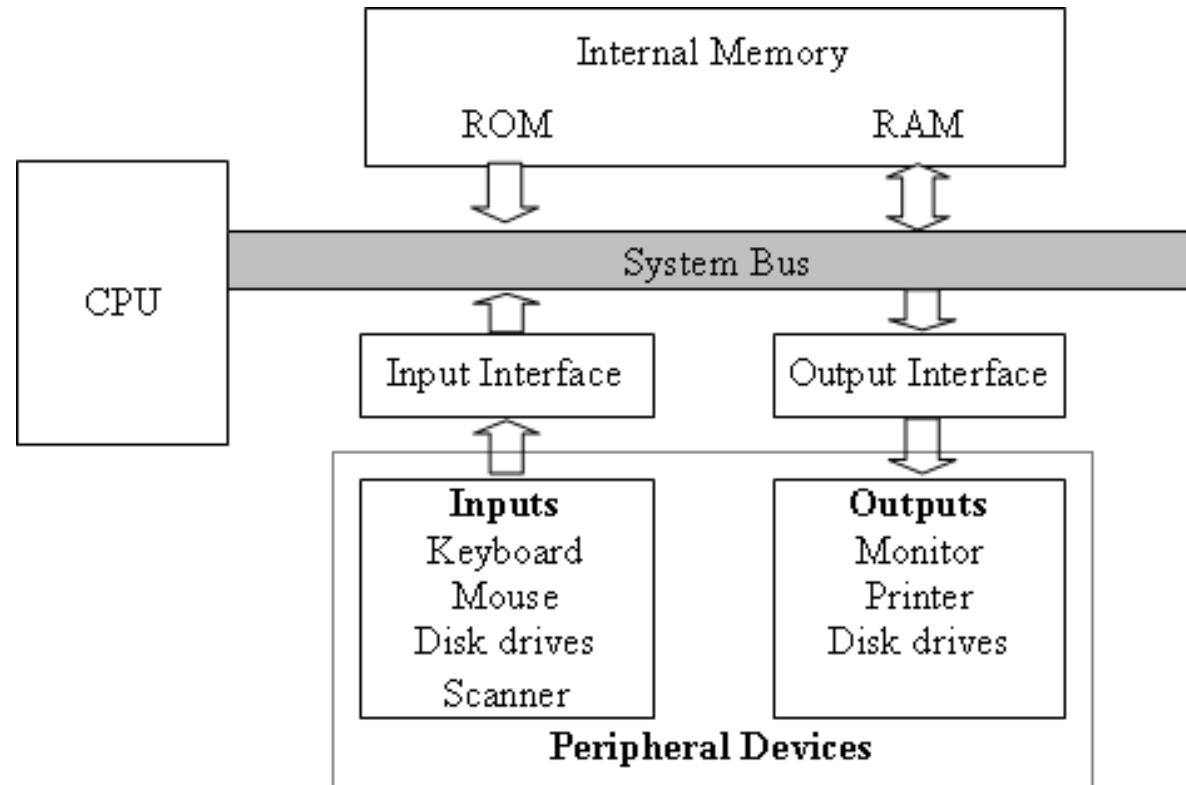 Internal Memory
ROM
RAM
System Bus
CPU
Input Interface
Output Interface
Inputs
Keyboard
Mouse
Disk drives
Scanner
Outputs
Monitor
Printer
Disk drives
Peripheral Devices